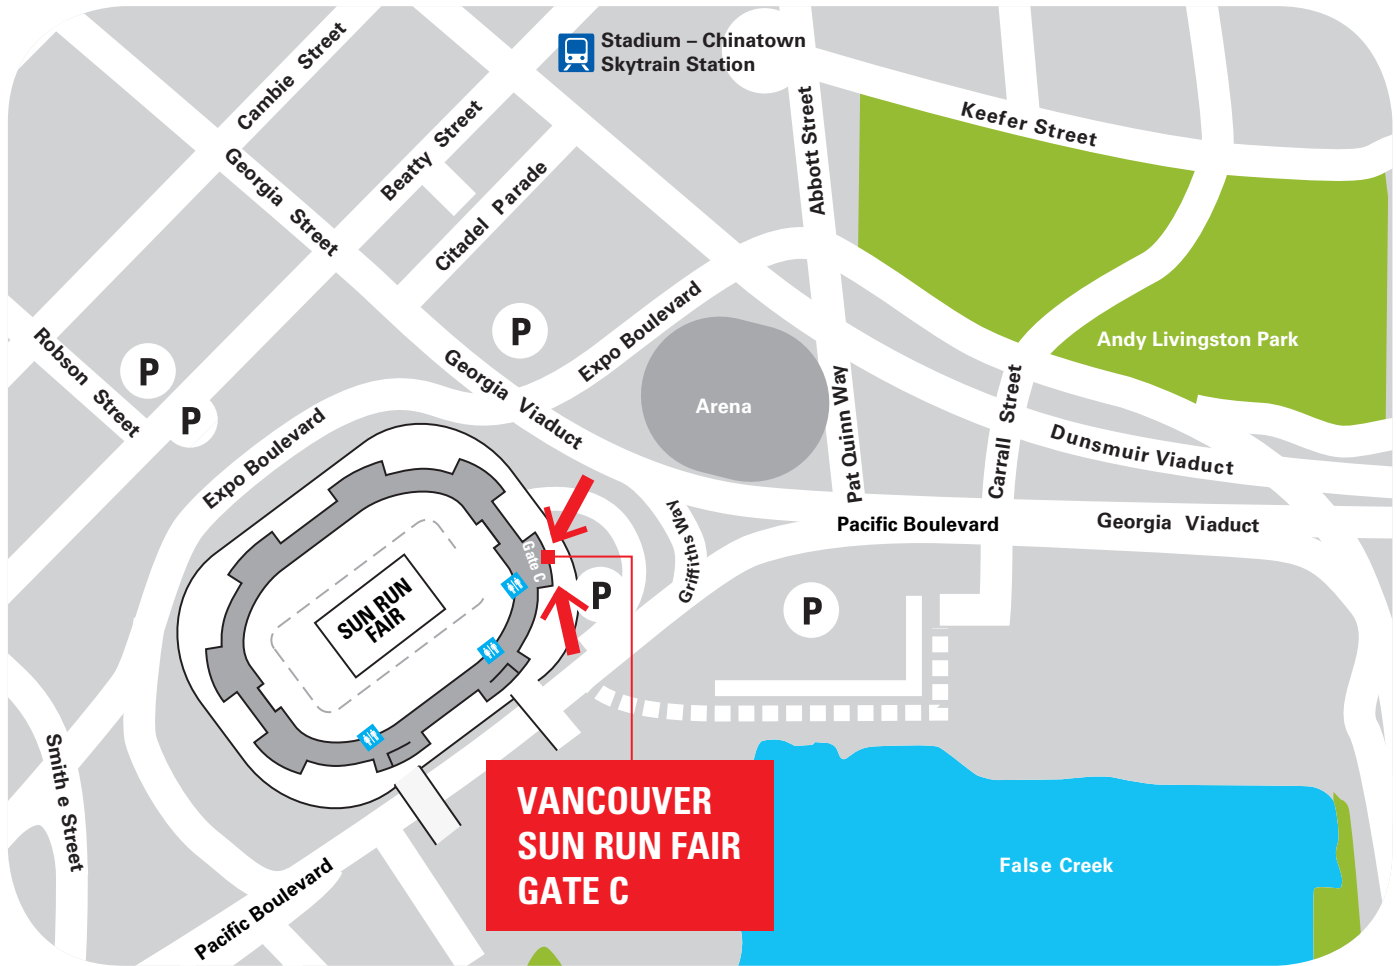 Stadium – Chinatown
Skytrain Station
Cambie Street
Beatty Street
Georgia Street
Citadel Parade
Abbott Street
Keefer Street
Robson Street
P
P
P
Georgia Viaduct
Expo Boulevard
Arena
Andy Livingston Park
Pat Quinn Way
Carrall Street
Dunsmuir Viaduct
Expo Boulevard
Pacific Boulevard
Georgia Viaduct
Griffiths Way
Gate C
P
P
SUN RUN
FAIR
Smith e Street
VANCOUVER
SUN RUN FAIR
GATE C
False Creek
Pacific Boulevard